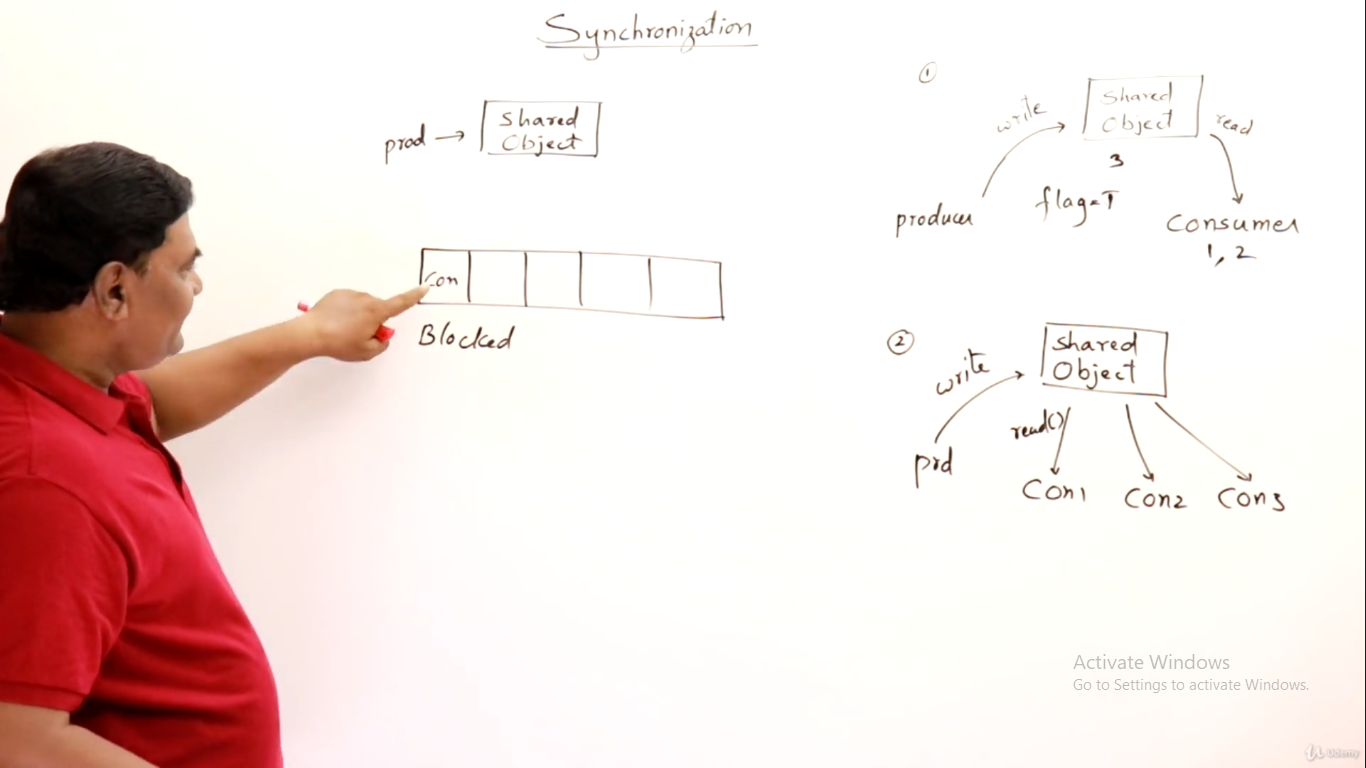 Synchronization
prod → Shared
Object
Con
Blocked
①
write
Shared
Object
read
3
flag=T
producer
Consumer
1, 2
②
write
Shared
Object
read()
prd
Con1 Con2 Con3
Activate Windows
Go to Settings to activate Windows.
Udemy